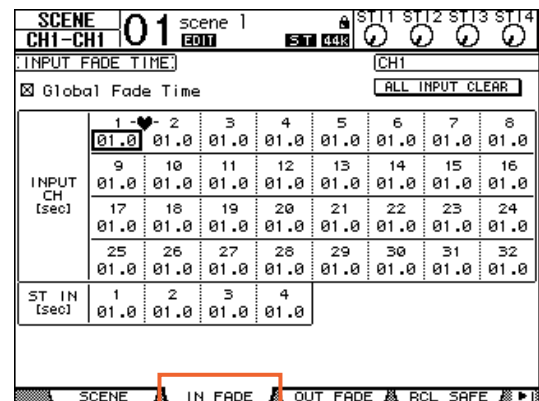 SCENE 01 scene 1 ST11 ST12 ST13 ST14
CH1-CH1 EDIT ST 44k
INPUT FADE TIME CH1
Global Fade Time ALL INPUT CLEAR
1 - - 2 3 4 5 6 7 8
01.0 01.0 01.0 01.0 01.0 01.0 01.0 01.0
9 10 11 12 13 14 15 16
INPUT 01.0 01.0 01.0 01.0 01.0 01.0 01.0 01.0
CH
[sec] 17 18 19 20 21 22 23 24
01.0 01.0 01.0 01.0 01.0 01.0 01.0 01.0
25 26 27 28 29 30 31 32
01.0 01.0 01.0 01.0 01.0 01.0 01.0 01.0
ST IN 1 2 3 4
[sec] 01.0 01.0 01.0 01.0
SCENE IN FADE OUT FADE RCL SAFE